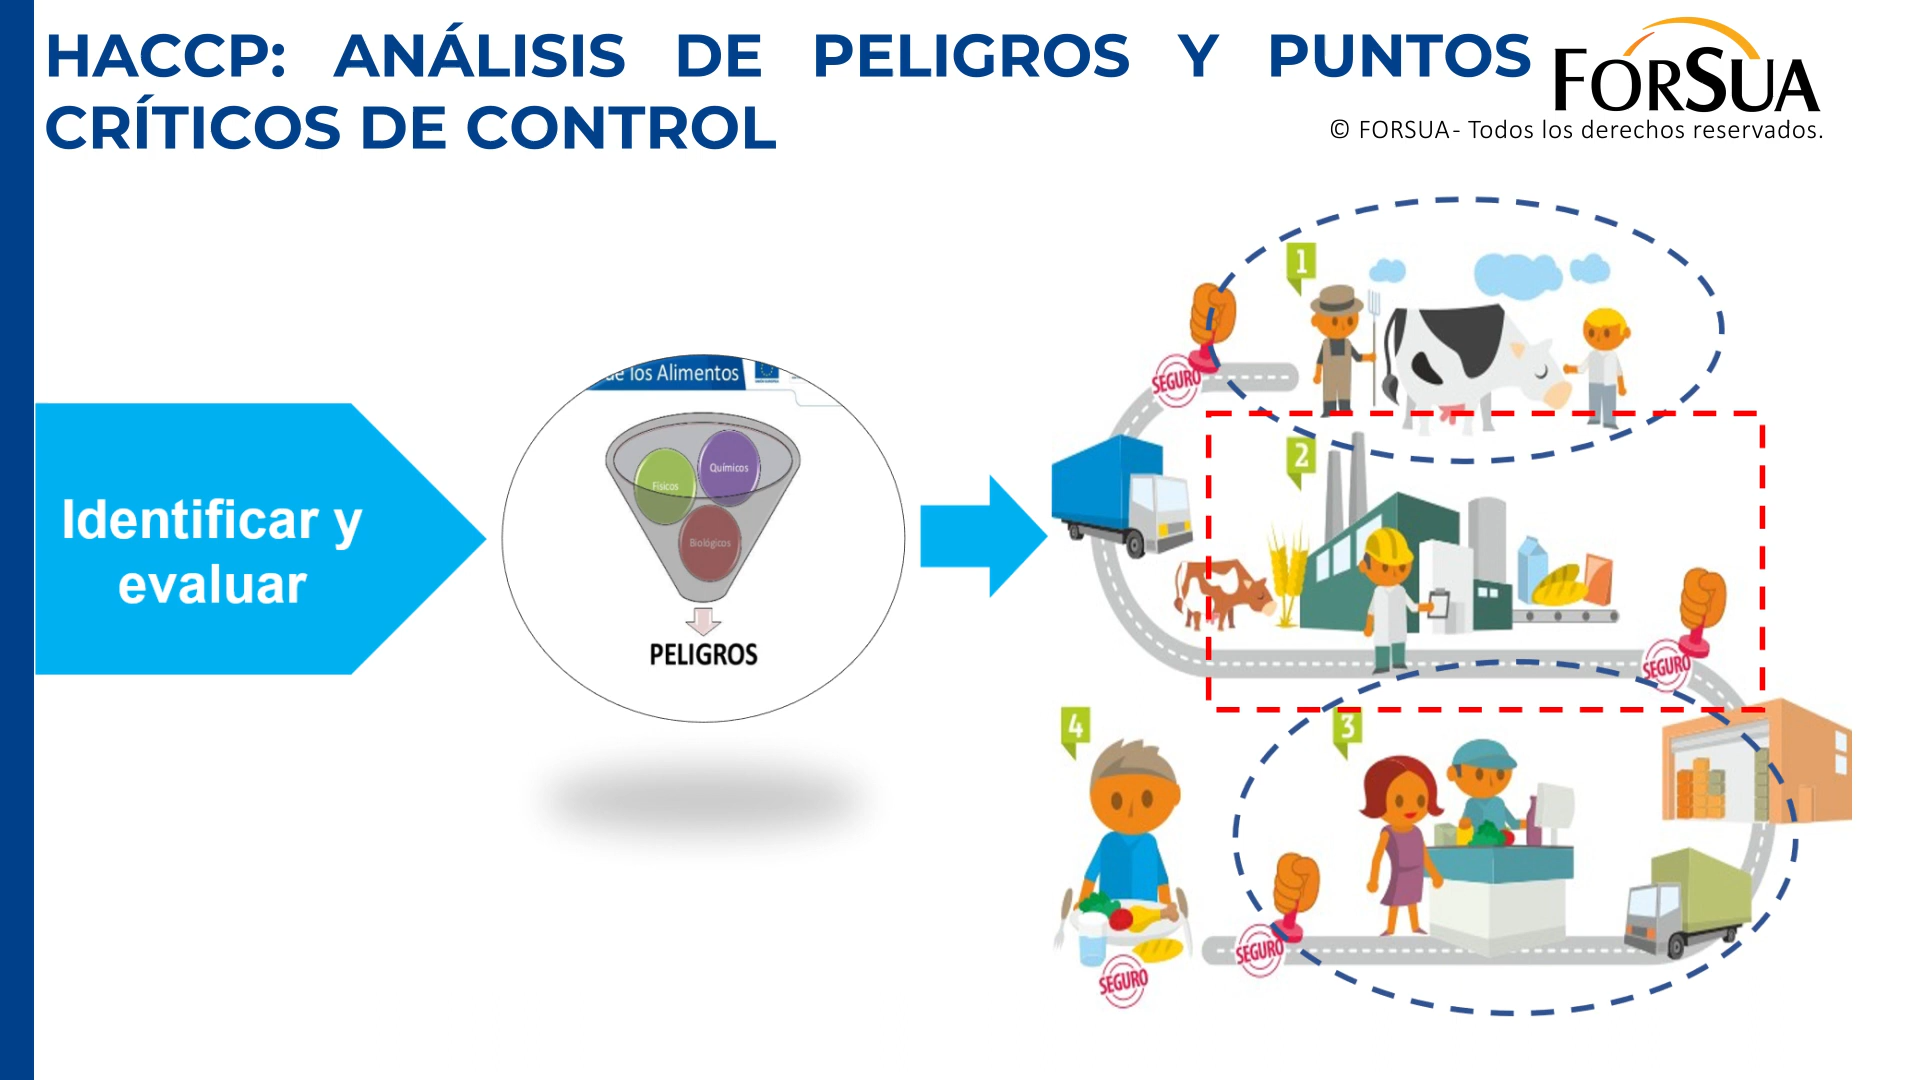 HACCP: ANÁLISIS DE PELIGROS Y PUNTOS
CRÍTICOS DE CONTROL
FORSUA
© FORSUA- Todos los derechos reservados.
Identificar y
evaluar
de los Alimentos
Químicos
Físicos
Biológicos
PELIGROS
1
SEGURO
2
SEGURO
4
3
SEGURO
SEGURO